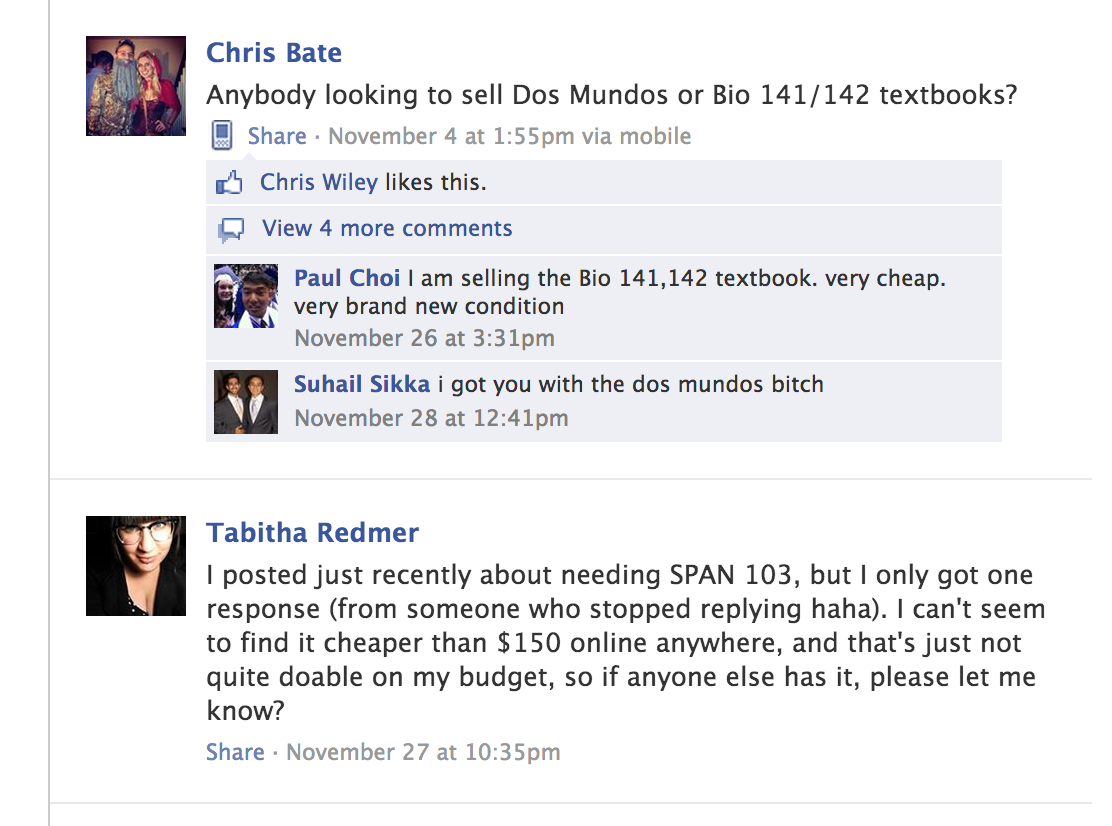 Chris Bate
Anybody looking to sell Dos Mundos or Bio 141/142 textbooks?
Share · November 4 at 1:55pm via mobile
Chris Wiley likes this.
View 4 more comments
Paul Choi I am selling the Bio 141,142 textbook. very cheap.
very brand new condition
November 26 at 3:31pm
Suhail Sikka i got you with the dos mundos bitch
November 28 at 12:41pm
Tabitha Redmer
I posted just recently about needing SPAN 103, but I only got one
response (from someone who stopped replying haha). I can't seem
to find it cheaper than $150 online anywhere, and that's just not
quite doable on my budget, so if anyone else has it, please let me
know?
Share · November 27 at 10:35pm